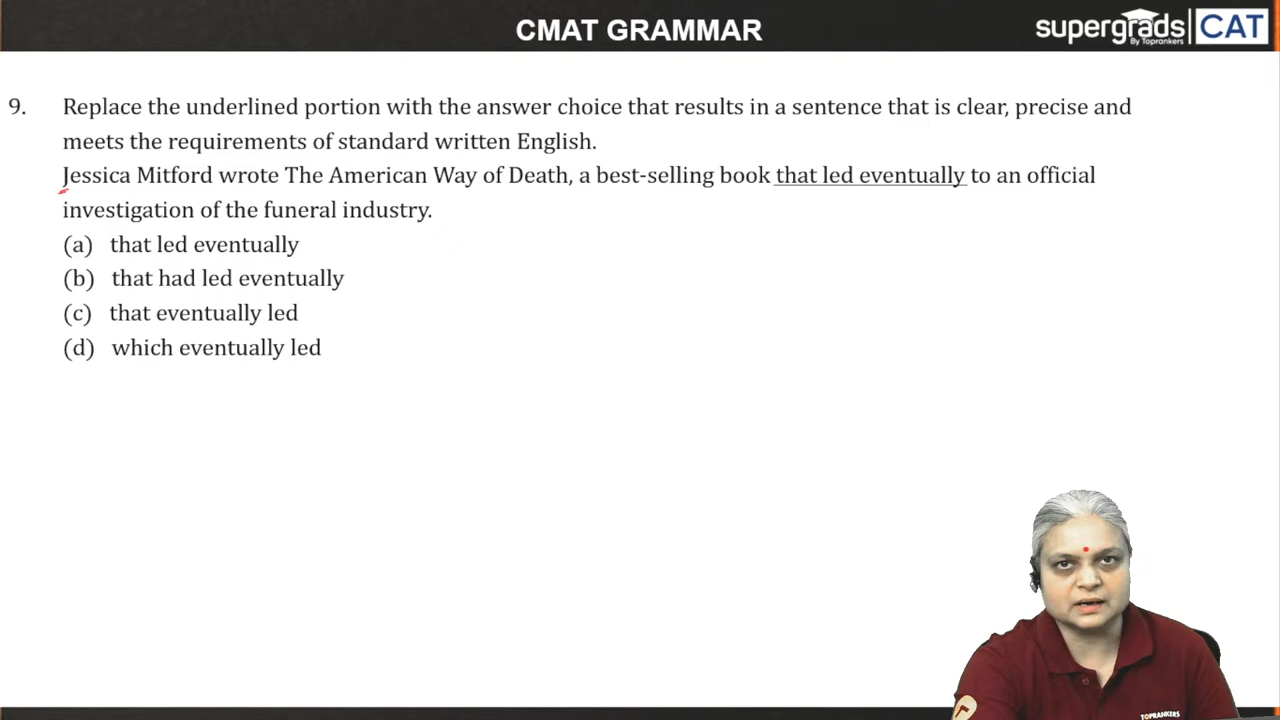 CMAT GRAMMAR
supergrads
By Toprankers
CAT
9. Replace the underlined portion with the answer choice that results in a sentence that is clear, precise and
meets the requirements of standard written English.
Jessica Mitford wrote The American Way of Death, a best-selling book that led eventually to an official
investigation of the funeral industry.
(a) that led eventually
(b) that had led eventually
(c) that eventually led
(d) which eventually led
TOPRANKERS